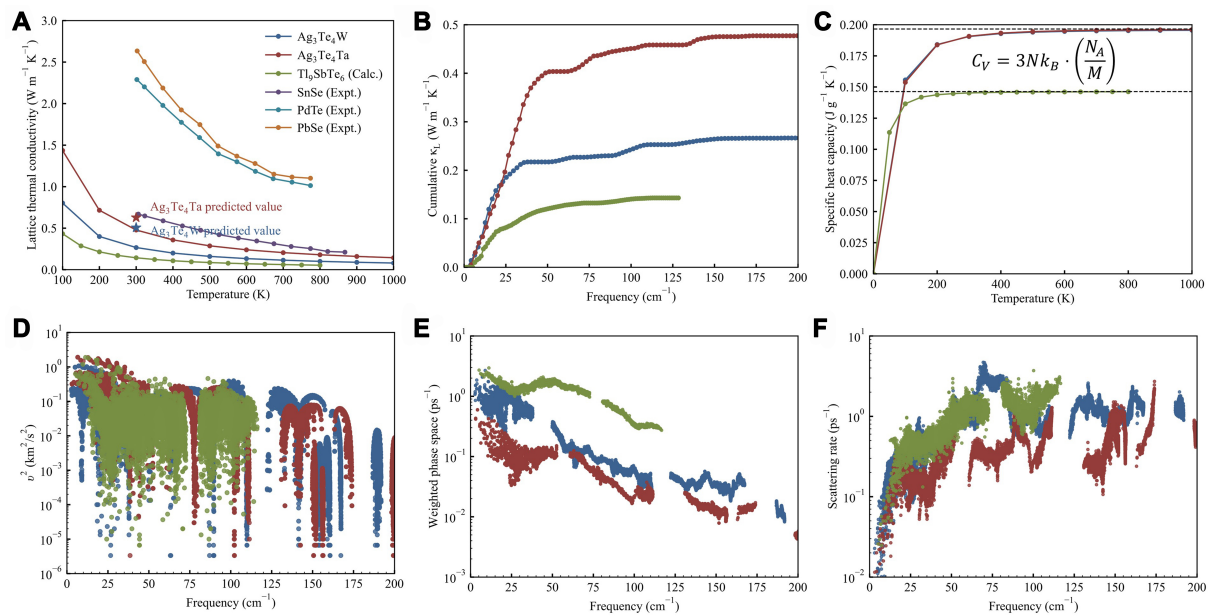 A
Lattice thermal conductivity (W m⁻¹ K⁻¹)
3.0
2.5
2.0
1.5
1.0
0.5
0.0
Ag₃Te₄W
Ag₃Te₄Ta
Tl₉SbTe₆ (Calc.)
SnSe (Expt.)
PdTe (Expt.)
PbSe (Expt.)
Ag₃Te₄Ta predicted value
Ag₃Te₄W predicted value
100 200 300 400 500 600 700 800 900 1000
Temperature (K)
B
Cumulative κL (W m⁻¹ K⁻¹)
0.5
0.4
0.3
0.2
0.1
0.0
0 25 50 75 100 125 150 175 200
Frequency (cm⁻¹)
C
Specific heat capacity (J g⁻¹ K⁻¹)
0.200
0.175
0.150
0.125
0.100
0.075
0.050
0.025
0.000
C_V = 3Nk_B · (N_A/M)
0 200 400 600 800 1000
Temperature (K)
D
υ² (km²/s²)
10¹
10⁰
10⁻¹
10⁻²
10⁻³
10⁻⁴
10⁻⁵
10⁻⁶
0 25 50 75 100 125 150 175 200
Frequency (cm⁻¹)
E
Weighted phase space (ps⁻¹)
10¹
10⁰
10⁻¹
10⁻²
10⁻³
0 25 50 75 100 125 150 175 200
Frequency (cm⁻¹)
F
Scattering rate (ps⁻¹)
10¹
10⁰
10⁻¹
10⁻²
0 25 50 75 100 125 150 175 200
Frequency (cm⁻¹)